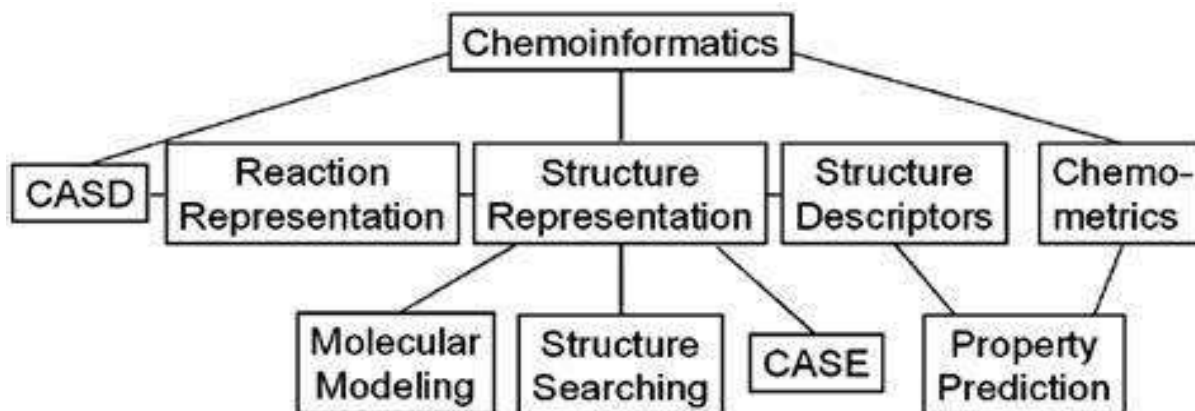 Chemoinformatics
CASD
Reaction
Representation
Structure
Representation
Structure
Descriptors
Chemo-
metrics
Molecular
Modeling
Structure
Searching
CASE
Property
Prediction